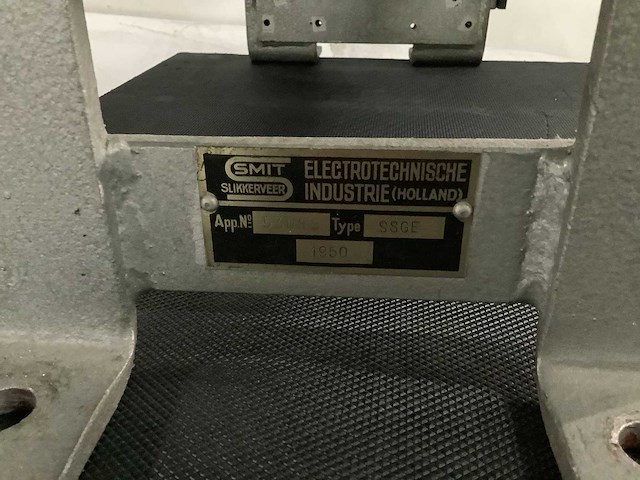 SMIT
SLIKKERVEER
ELECTROTECHNISCHE
INDUSTRIE (HOLLAND)
App.Nº Type SSGE
1950